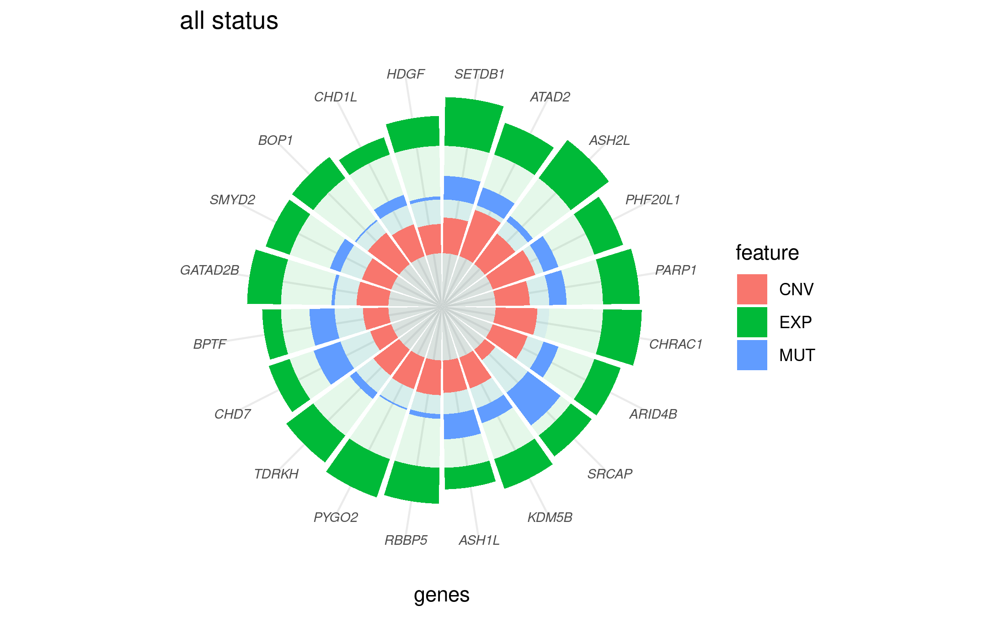 all status
HDGF
SETDB1
CHD1L
ATAD2
BOP1
ASH2L
SMYD2
PHF20L1
GATAD2B
PARP1
BPTF
CHRAC1
CHD7
ARID4B
TDRKH
SRCAP
PYGO2
KDM5B
RBBP5
ASH1L
genes
feature
CNV
EXP
MUT